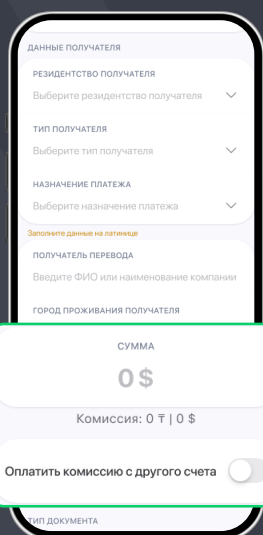 ДАННЫЕ ПОЛУЧАТЕЛЯ
РЕЗИДЕНТСТВО ПОЛУЧАТЕЛЯ
Выберите резидентство получателя
ТИП ПОЛУЧАТЕЛЯ
Выберите тип получателя
НАЗНАЧЕНИЕ ПЛАТЕЖА
Выберите назначение платежа
Заполните данные на латинице
ПОЛУЧАТЕЛЬ ПЕРЕВОДА
Введите ФИО или наименование компании
ГОРОД ПРОЖИВАНИЯ ПОЛУЧАТЕЛЯ
СУММА
0 $
Комиссия: 0 ₸ | 0 $
Оплатить комиссию с другого счета
ТИП ДОКУМЕНТА